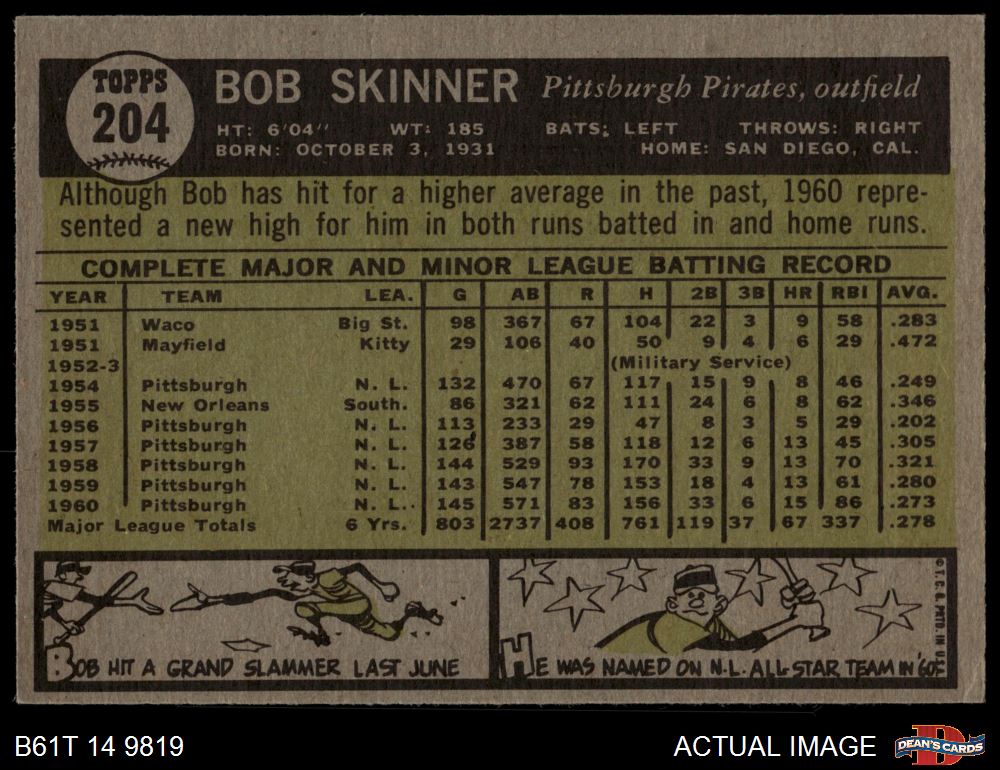 TOPPS
204
BOB SKINNER Pittsburgh Pirates, outfield
HT: 6'04" WT: 185 BATS: LEFT THROWS: RIGHT
BORN: OCTOBER 3, 1931 HOME: SAN DIEGO, CAL.
Although Bob has hit for a higher average in the past, 1960 repre-
sented a new high for him in both runs batted in and home runs.
COMPLETE MAJOR AND MINOR LEAGUE BATTING RECORD
YEAR TEAM LEA. G AB R H 2B 3B HR RBI AVG.
1951 Waco Big St. 98 367 67 104 22 3 9 58 .283
1951 Mayfield Kitty 29 106 40 50 9 4 6 29 .472
1952-3 (Military Service)
1954 Pittsburgh N. L. 132 470 67 117 15 9 8 46 .249
1955 New Orleans South. 86 321 62 111 24 6 8 62 .346
1956 Pittsburgh N. L. 113 233 29 47 8 3 5 29 .202
1957 Pittsburgh N. L. 126 387 58 118 12 6 13 45 .305
1958 Pittsburgh N. L. 144 529 93 170 33 9 13 70 .321
1959 Pittsburgh N. L. 143 547 78 153 18 4 13 61 .280
1960 Pittsburgh N. L. 145 571 83 156 33 6 15 86 .273
Major League Totals 6 Yrs. 803 2737 408 761 119 37 67 337 .278
BOB HIT A GRAND SLAMMER LAST JUNE
HE WAS NAMED ON N.L. ALL-STAR TEAM IN '60.
© T. C. G. PRTD. IN U.S.A.
B61T 14 9819
ACTUAL IMAGE
D
DEAN'S CARDS